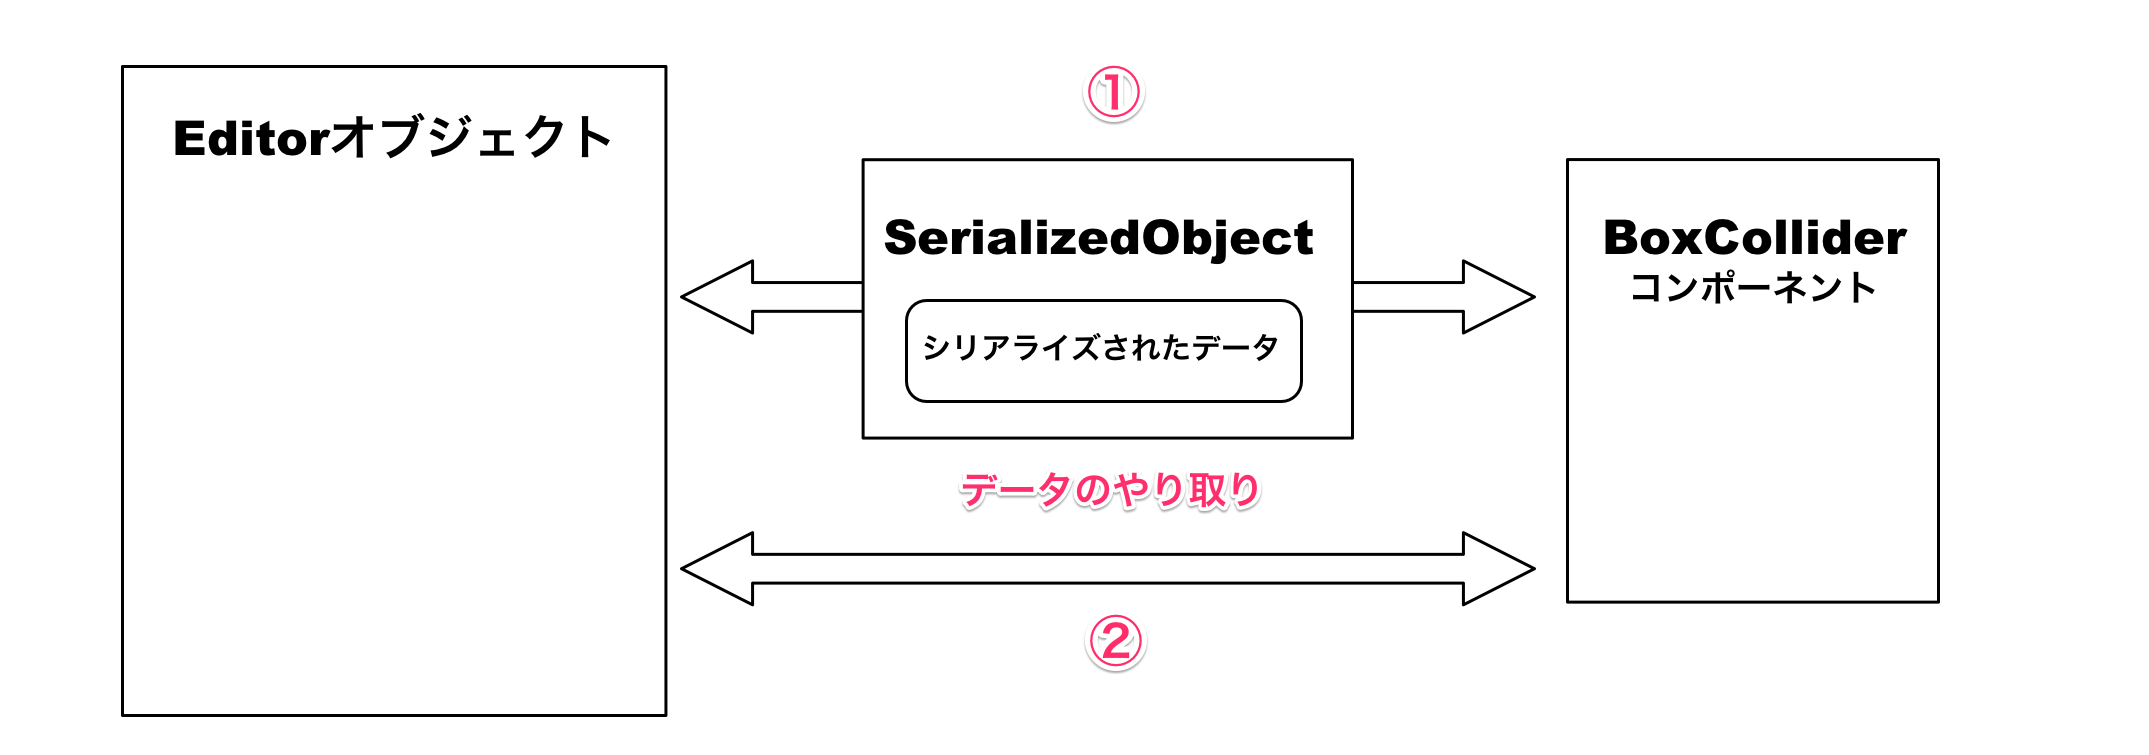 Editorオブジェクト
①
SerializedObject
シリアライズされたデータ
BoxCollider
コンポーネント
データのやり取り
②